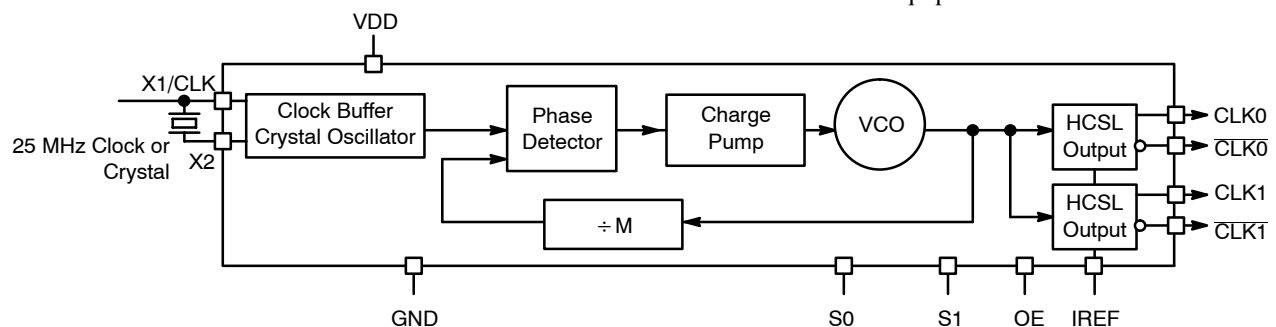 VDD
X1/CLK
25 MHz Clock or
Crystal
X2
Clock Buffer
Crystal Oscillator
Phase
Detector
Charge
Pump
VCO
÷ M
HCSL
Output
HCSL
Output
CLK0
CLK0
CLK1
CLK1
GND
S0
S1
OE
IREF